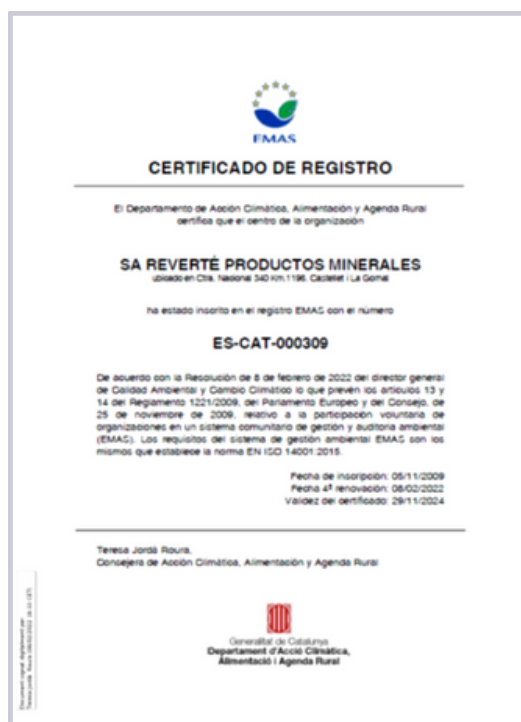 EMAS
CERTIFICADO DE REGISTRO
El Departamento de Acción Climática, Alimentación y Agenda Rural
certifica que el centro de la organización
SA REVERTÉ PRODUCTOS MINERALES
ubicado en Ctra. Nacional 340 Km.1196, Castellet i La Gornal
ha estado inscrito en el registro EMAS con el número
ES-CAT-000309
De acuerdo con la Resolución de 8 de febrero de 2022 del director general
de Calidad Ambiental y Cambio Climático lo que preven los artículos 13 y
14 del Reglamento 1221/2009, del Parlamento Europeo y del Consejo, de
25 de noviembre de 2009, relativo a la participación voluntaria de
organizaciones en un sistema comunitario de gestión y auditoría ambiental
(EMAS). Los requisitos del sistema de gestión ambiental EMAS son los
mismos que establece la norma EN ISO 14001:2015.
Fecha de inscripción: 05/11/2009
Fecha 4ª renovación: 08/02/2022
Validez del certificado: 29/11/2024
Teresa Jordà Roura,
Consejera de Acción Climática, Alimentación y Agenda Rural
Generalitat de Catalunya
Departament d'Acció Climàtica,
Alimentació i Agenda Rural
Document signat digitalment per: